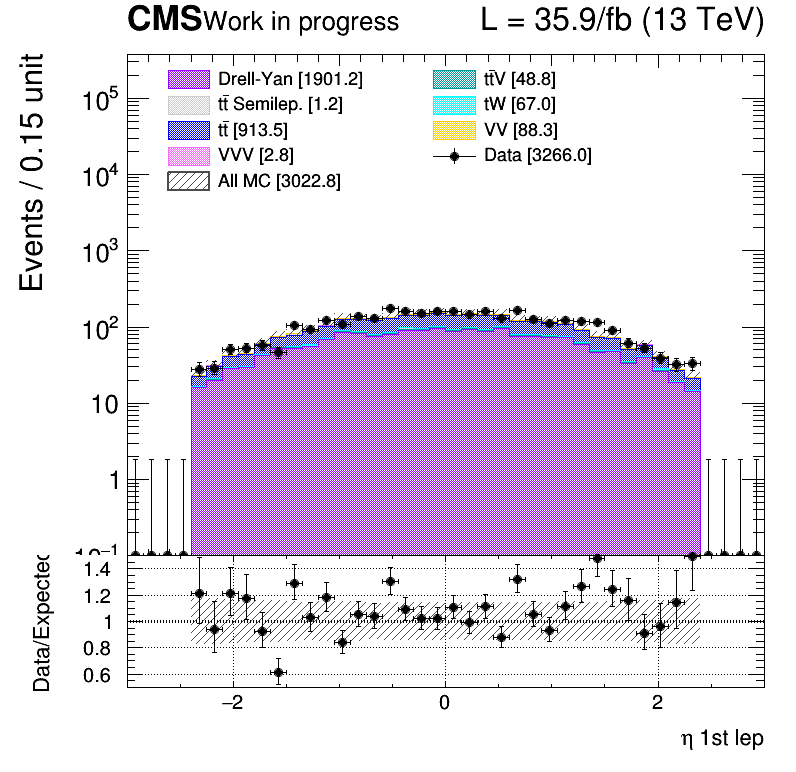 CMS Work in progress L = 35.9/fb (13 TeV)
Events / 0.15 unit
Drell-Yan [1901.2]
tt̄ Semilep. [1.2]
tt̄ [913.5]
VVV [2.8]
All MC [3022.8]
tt̄V [48.8]
tW [67.0]
VV [88.3]
Data [3266.0]
10⁵
10⁴
10³
10²
10
1
10⁻¹
Data/Expected
1.4
1.2
1
0.8
0.6
−2 0 2
η 1st lep